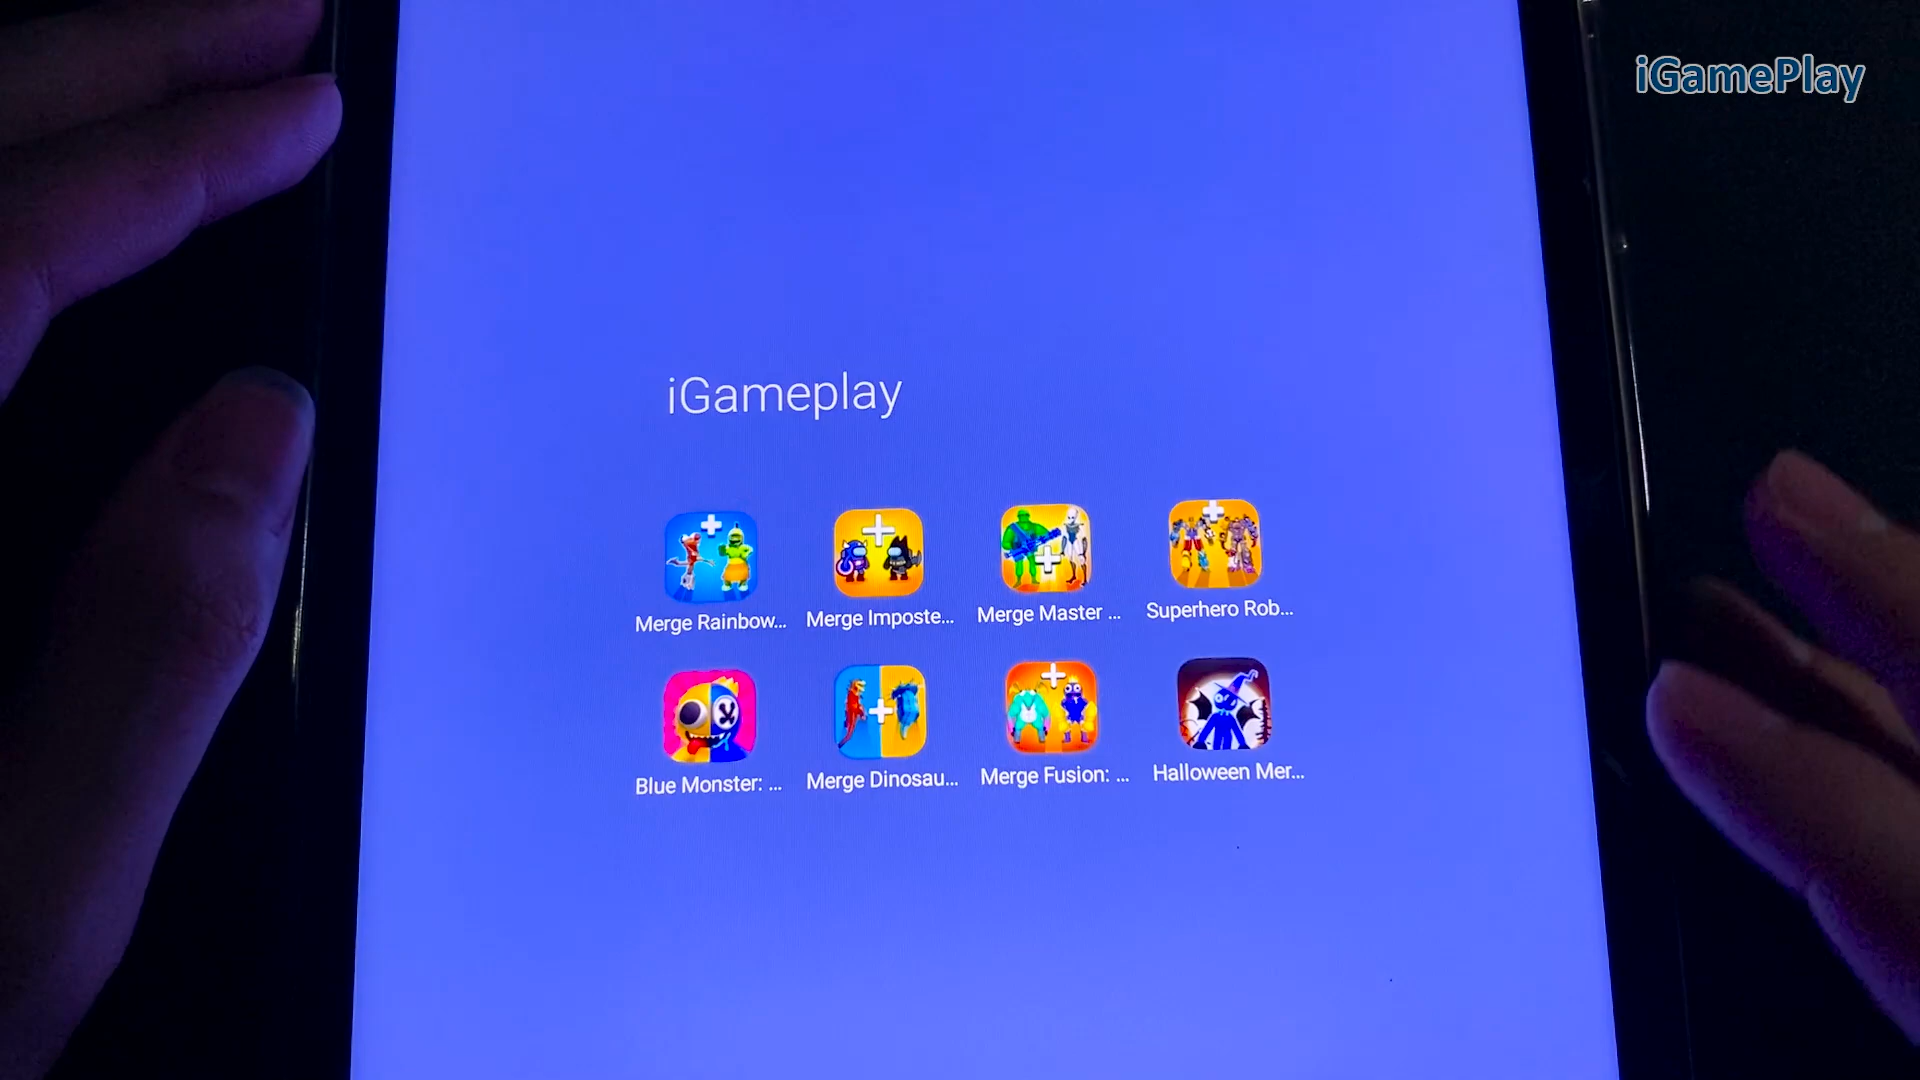 iGamePlay
iGameplay
Merge Rainbow...
Merge Imposte...
Merge Master ...
Superhero Rob...
Blue Monster: ...
Merge Dinosau...
Merge Fusion: ...
Halloween Mer...